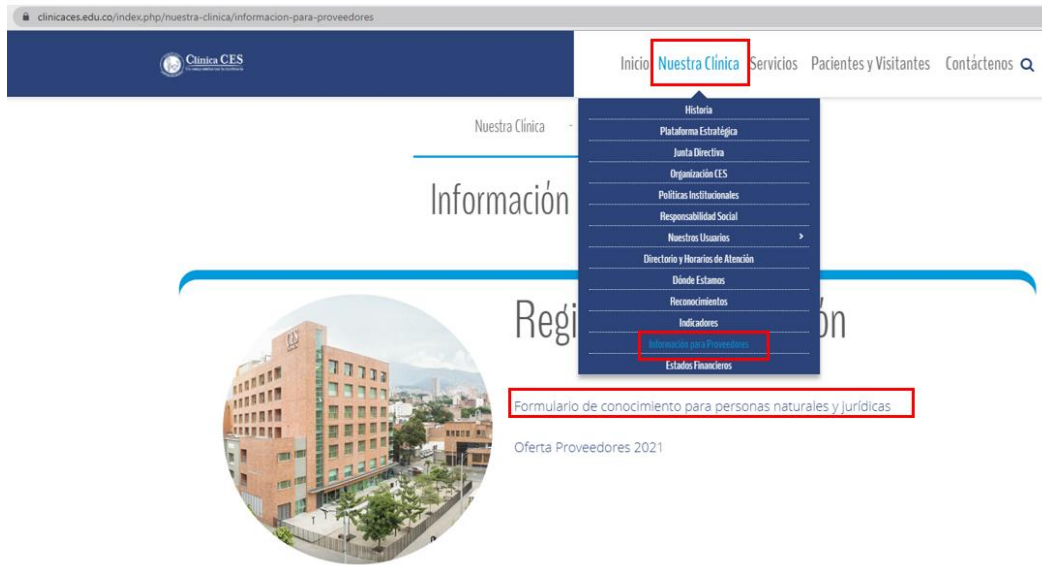 clinicaces.edu.co/index.php/nuestra-clinica/informacion-para-proveedores
Clínica CES
Inicio Nuestra Clínica Servicios Pacientes y Visitantes Contáctenos
Historia
Plataforma Estratégica
Junta Directiva
Organización CES
Políticas Institucionales
Responsabilidad Social
Nuestros Usuarios >
Directorio y Horarios de Atención
Dónde Estamos
Reconocimientos
Indicadores
Información para Proveedores
Estados Financieros
Nuestra Clínica -
Información
Regi ón
CES
Formulario de conocimiento para personas naturales y jurídicas
Oferta Proveedores 2021